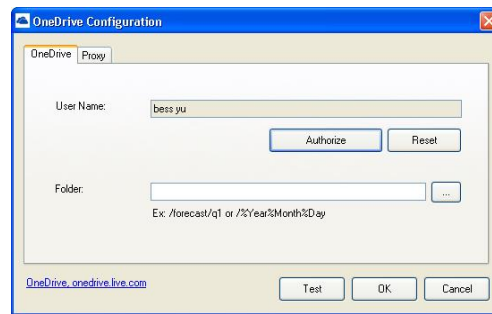 OneDrive Configuration
OneDrive Proxy
User Name: bess yu
Authorize Reset
Folder: ...
Ex: /forecast/q1 or /%Year%Month%Day
OneDrive, onedrive.live.com Test OK Cancel